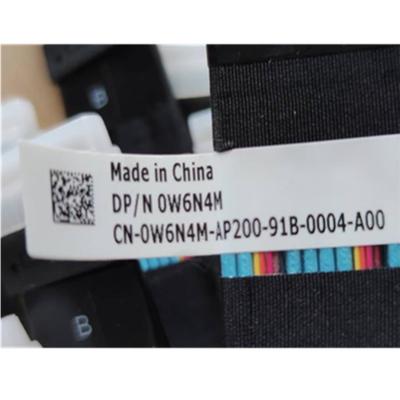 B
Made in China
DP/N 0W6N4M
CN-0W6N4M-AP200-91B-0004-A00
B